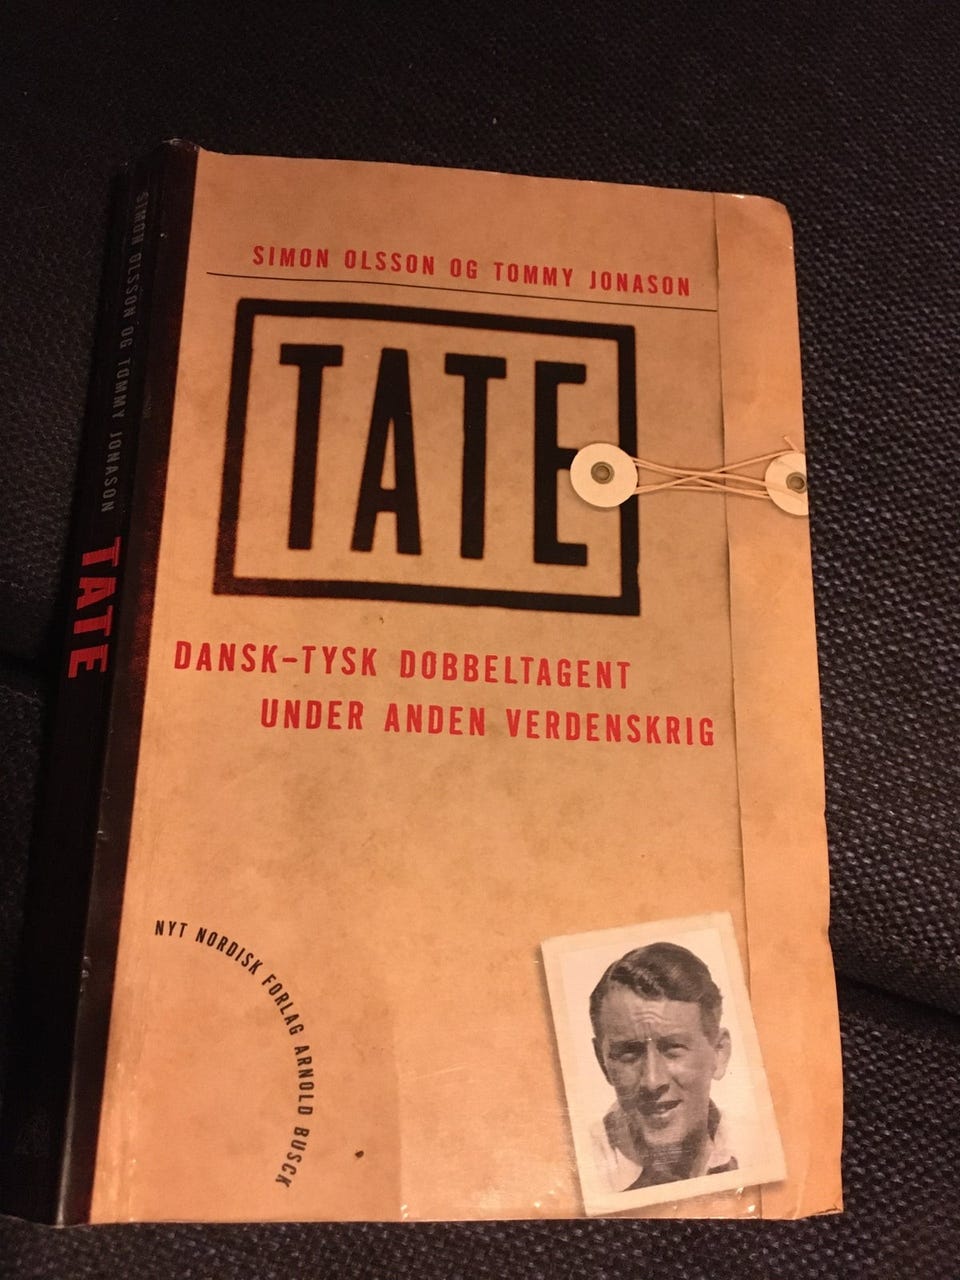 SIMON OLSSON OG TOMMY JONASON
TATE
DANSK-TYSK DOBBELTAGENT
UNDER ANDEN VERDENSKRIG
NYT NORDISK FORLAG ARNOLD BUSCK
SIMON OLSSON OG TOMMY JONASON TATE